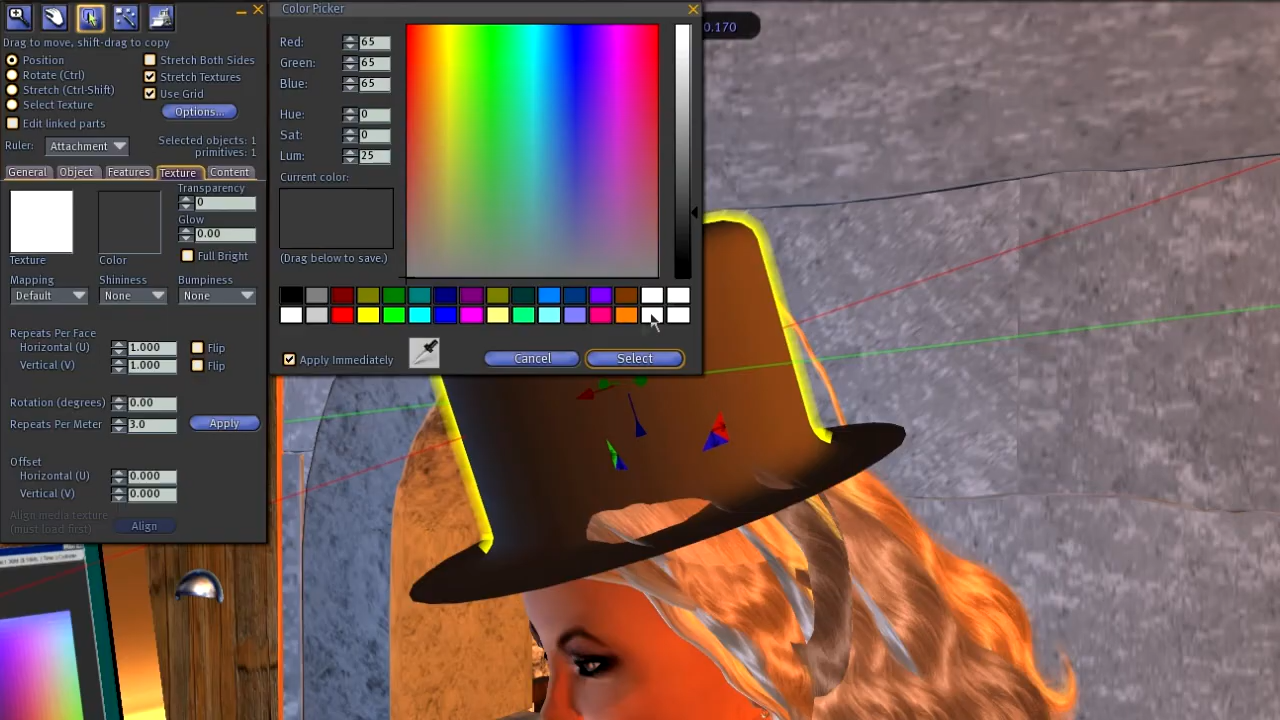 Drag to move, shift-drag to copy
Position
Rotate (Ctrl)
Stretch (Ctrl-Shift)
Select Texture
Edit linked parts
Stretch Both Sides
Stretch Textures
Use Grid
Options...
Ruler: Attachment
Selected objects: 1
primitives: 1
General Object Features Texture Content
Texture
Color
Transparency
0
Glow
0.00
Full Bright
Mapping
Default
Shininess
None
Bumpiness
None
Repeats Per Face
Horizontal (U) 1.000 Flip
Vertical (V) 1.000 Flip
Rotation (degrees) 0.00
Repeats Per Meter 3.0 Apply
Offset
Horizontal (U) 0.000
Vertical (V) 0.000
Align media texture
(must load first) Align
Color Picker
Red: 65
Green: 65
Blue: 65
Hue: 0
Sat: 0
Lum: 25
Current color:
(Drag below to save.)
Apply Immediately
Cancel
Select
0.170